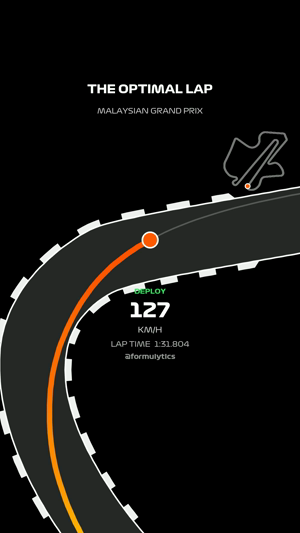 THE OPTIMAL LAP
MALAYSIAN GRAND PRIX
DEPLOY
127
KM/H
LAP TIME 1:31.804
@formulytics